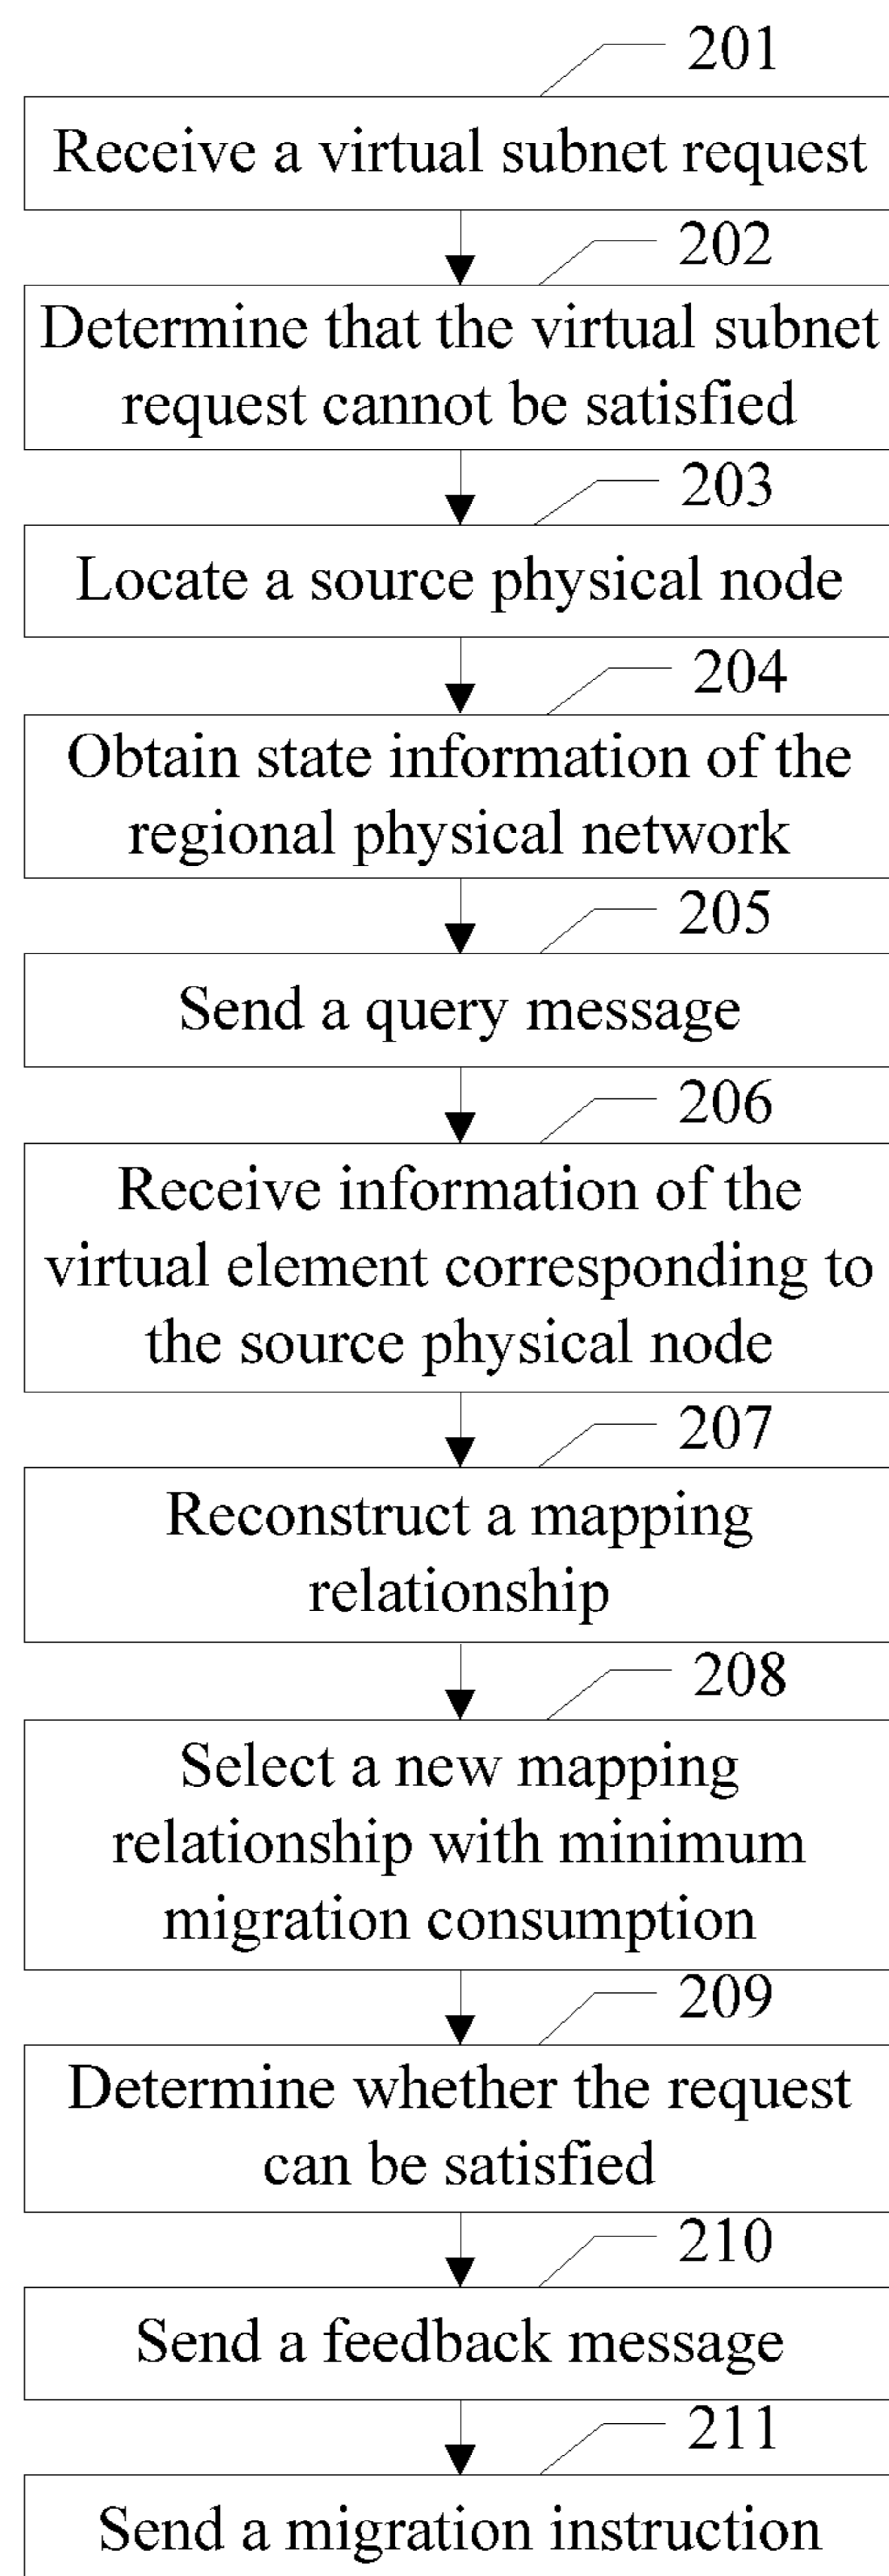 201
Receive a virtual subnet request
202
Determine that the virtual subnet
request cannot be satisfied
203
Locate a source physical node
204
Obtain state information of the
regional physical network
205
Send a query message
206
Receive information of the
virtual element corresponding to
the source physical node
207
Reconstruct a mapping
relationship
208
Select a new mapping
relationship with minimum
migration consumption
209
Determine whether the request
can be satisfied
210
Send a feedback message
211
Send a migration instruction